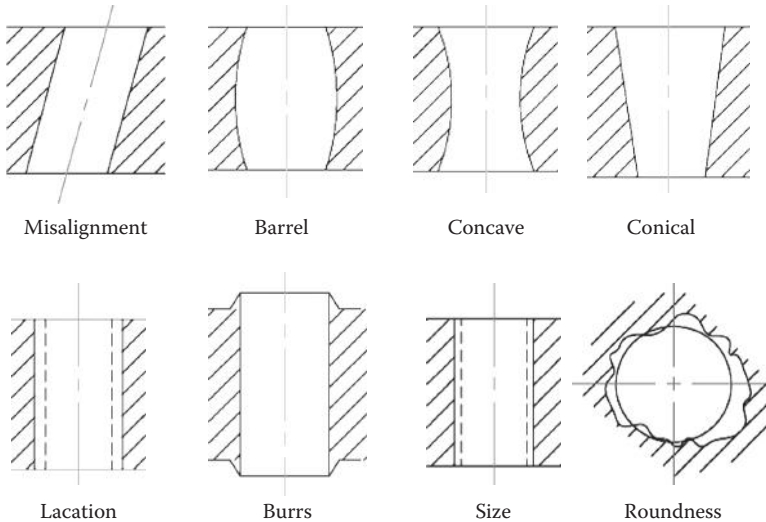 Misalignment
Barrel
Concave
Conical
Lacation
Burrs
Size
Roundness